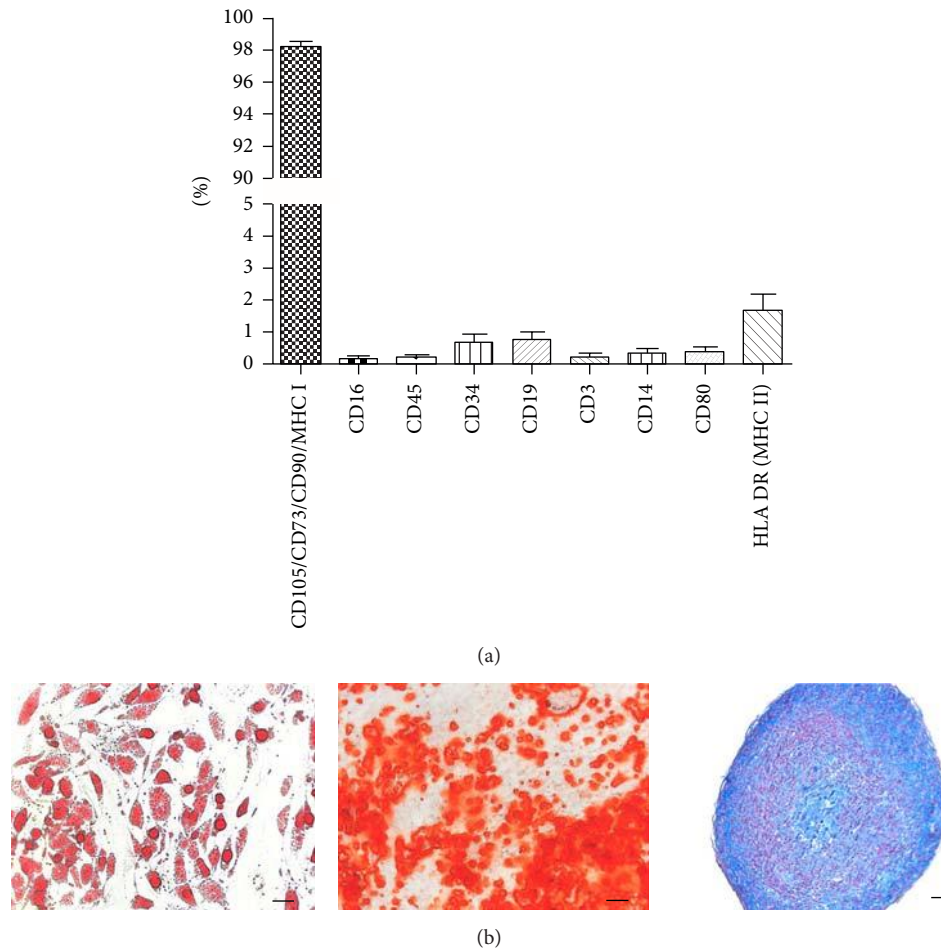 100
98
96
94
92
90
(%)
5
4
3
2
1
0
CD105/CD73/CD90/MHC I
CD16
CD45
CD34
CD19
CD3
CD14
CD80
HLA DR (MHC II)
(a)
(b)